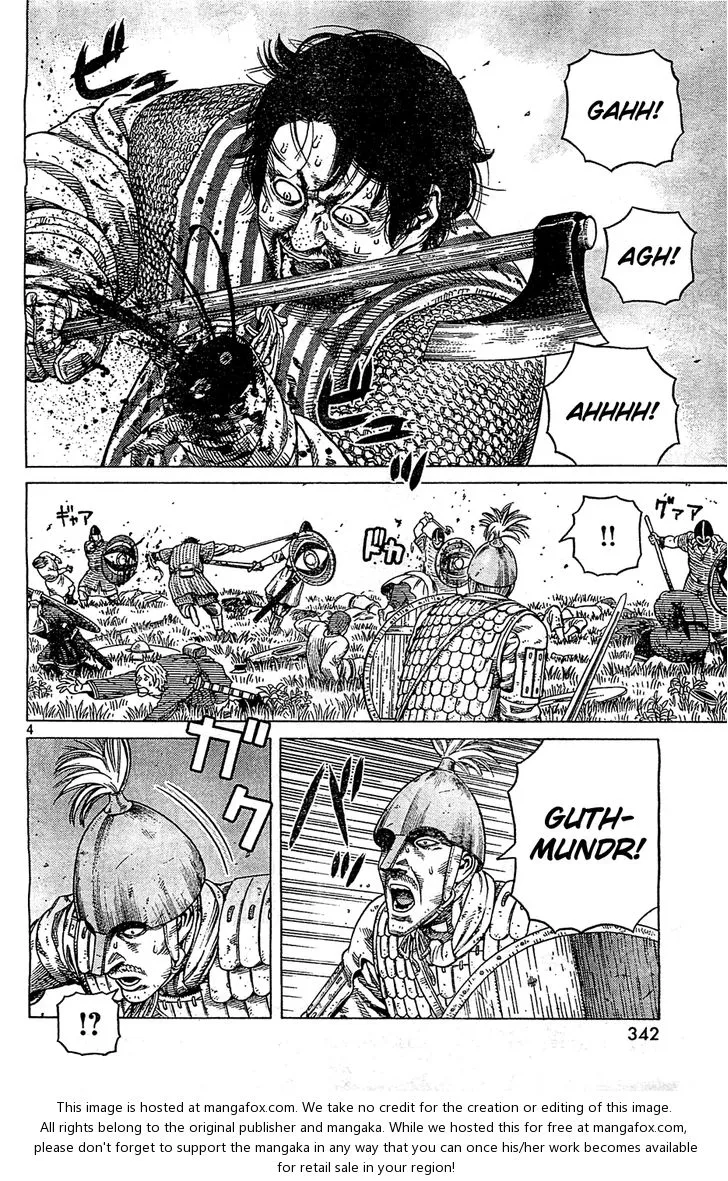 ビュ
GAHH!
AGH!
AHHHH!
ビュッ
ギャア
ドカ
!!
グアア
4
ガク
!?
バッ
GUTH-
MUNDR!
342
This image is hosted at mangafox.com. We take no credit for the creation or editing of this image.
All rights belong to the original publisher and mangaka. While we hosted this for free at mangafox.com,
please don't forget to support the mangaka in any way that you can once his/her work becomes available
for retail sale in your region!